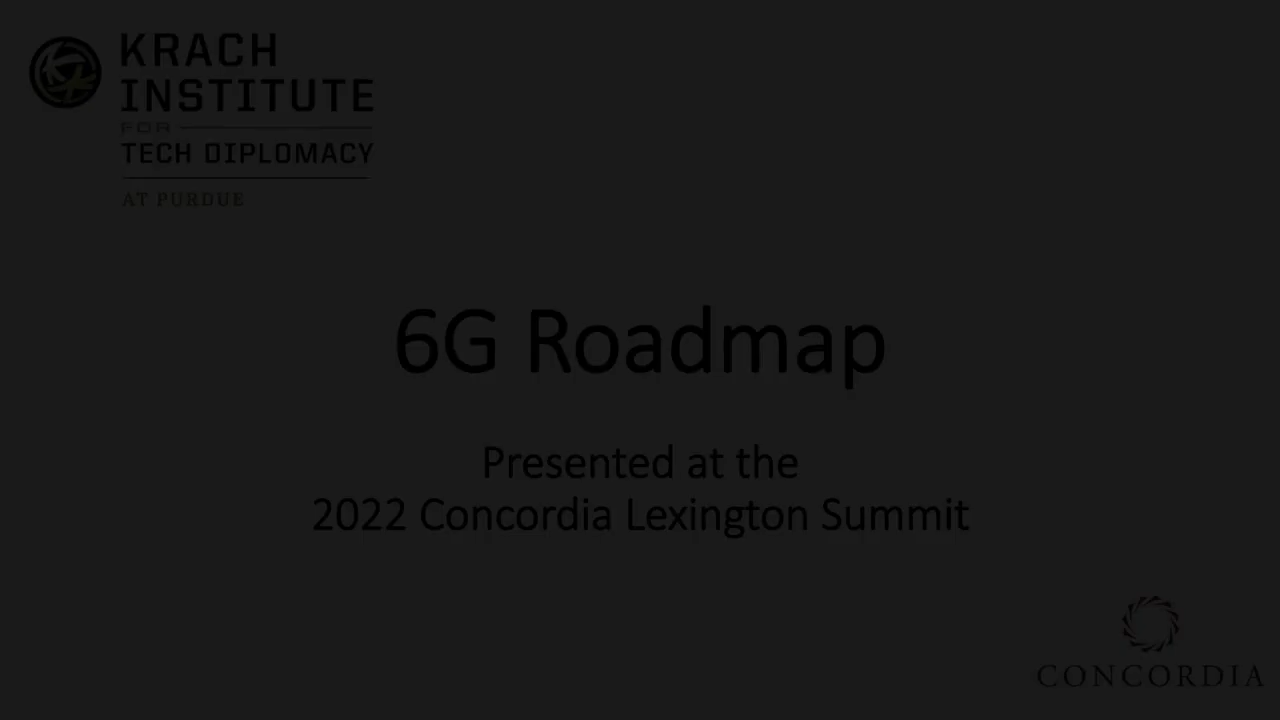 KRACH
INSTITUTE
FOR
TECH DIPLOMACY
AT PURDUE
6G Roadmap
Presented at the
2022 Concordia Lexington Summit
CONCORDIA